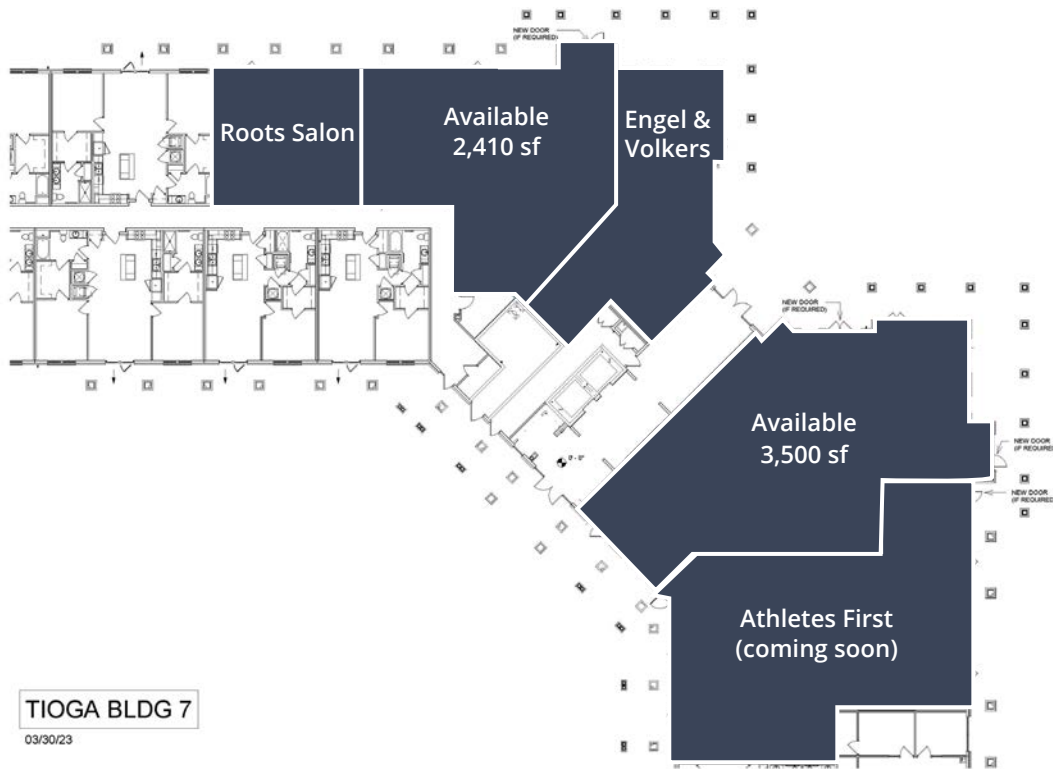 NEW DOOR
(IF REQUIRED)
Roots Salon
Available
2,410 sf
Engel &
Volkers
NEW DOOR
(IF REQUIRED)
Available
3,500 sf
NEW DOOR
(IF REQUIRED
NEW DOOR
(IF REQUIRED)
0' - 0"
Athletes First
(coming soon)
TIOGA BLDG 7
03/30/23